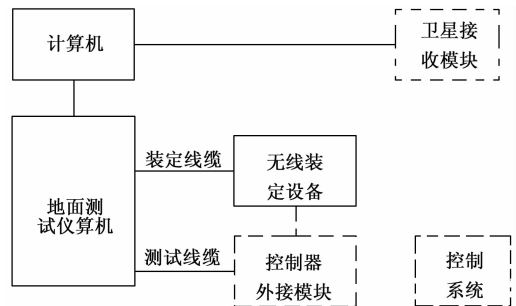 计算机
卫星接
收模块
装定线缆
无线装
定设备
地面测
试仪算机
测试线缆
控制器
外接模块
控制
系统